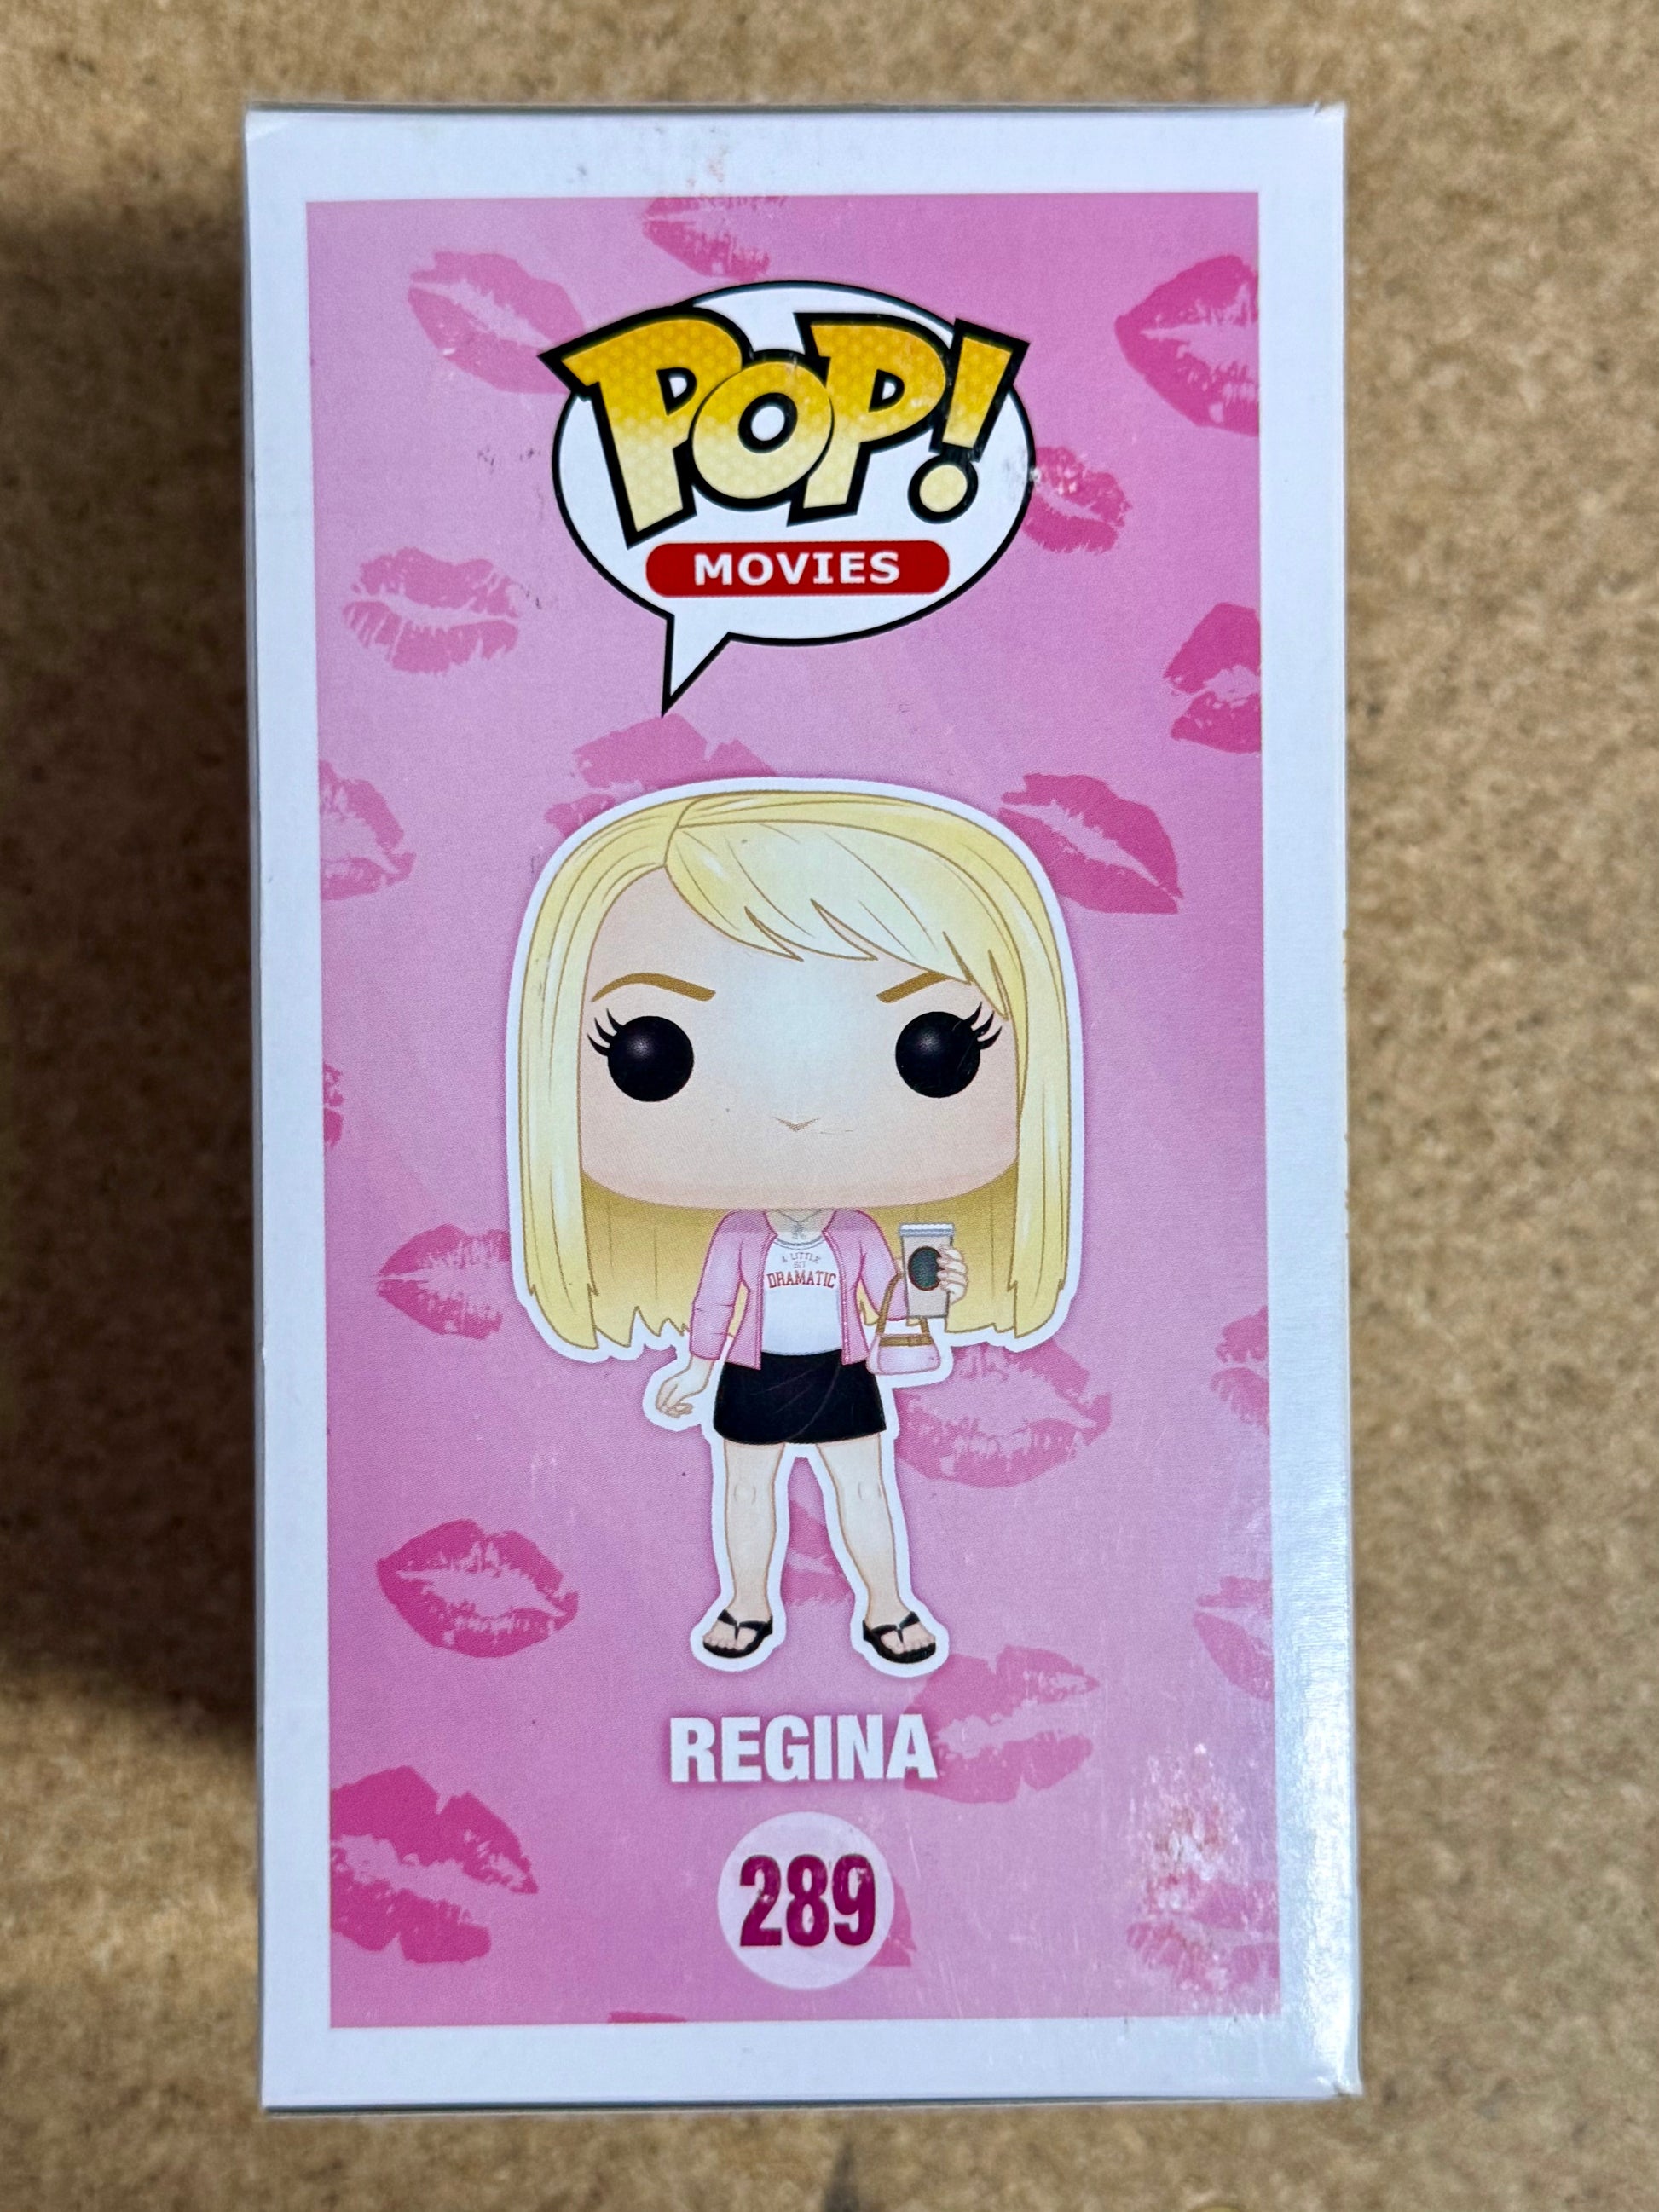 POP!
MOVIES
A LITTLE
BIT
DRAMATIC
REGINA
289